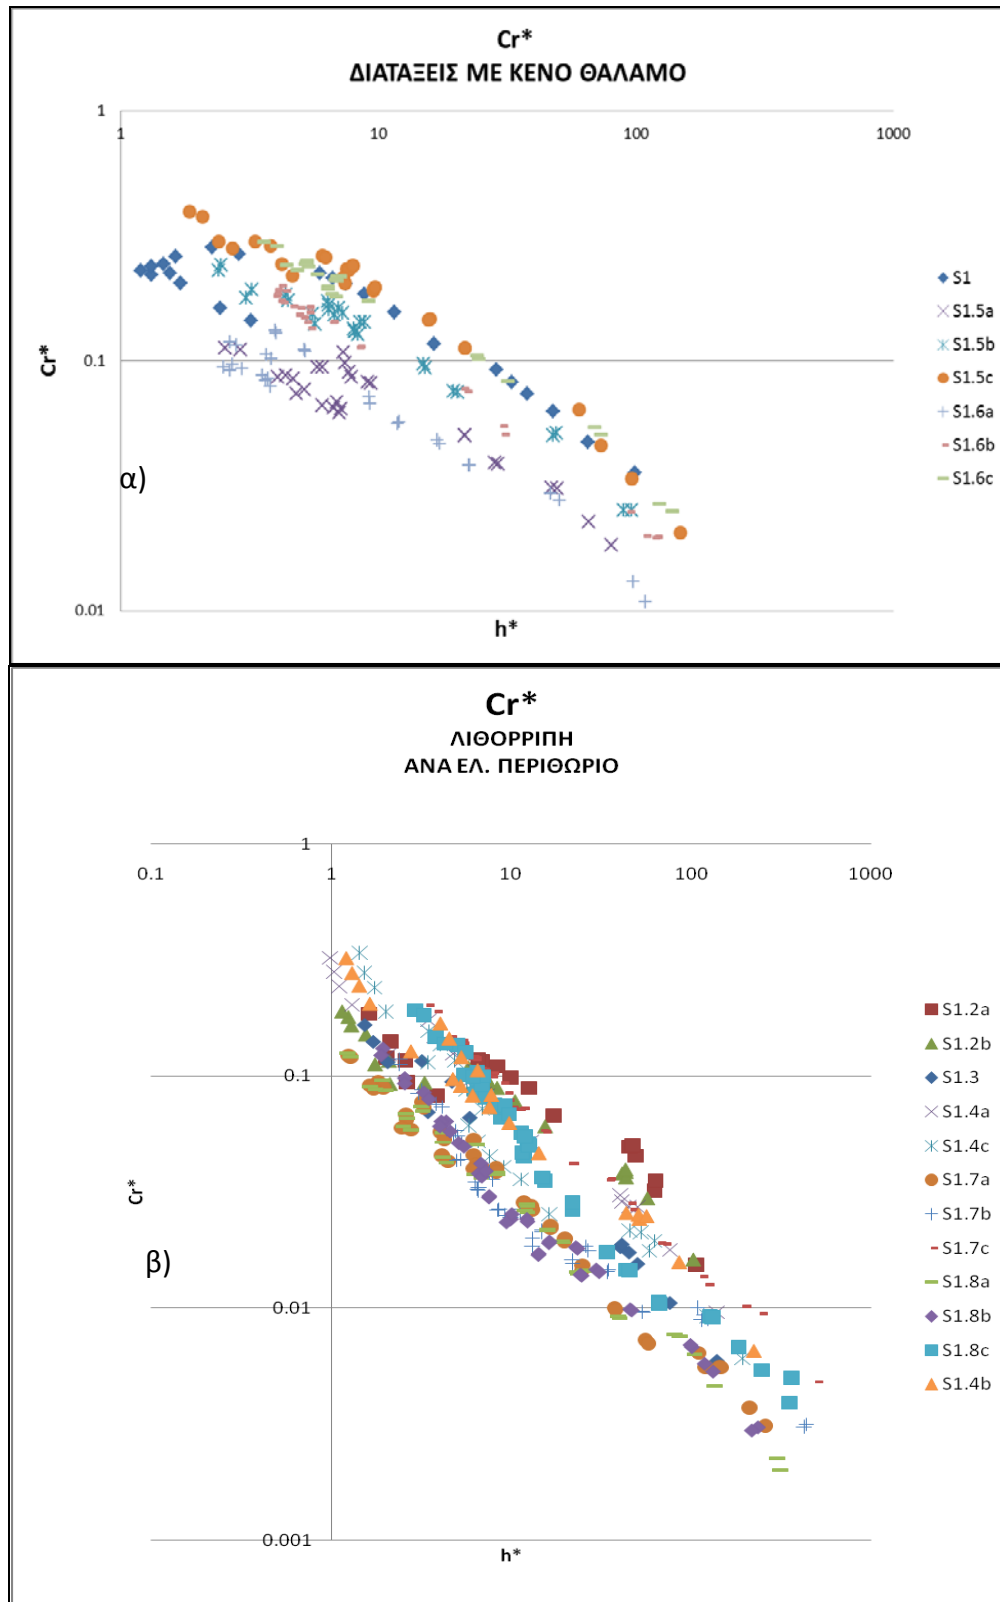 Cr*
ΔΙΑΤΑΞΕΙΣ ΜΕ ΚΕΝΟ ΘΑΛΑΜΟ
1
1 10 100 1000
Cr*
0.1
0.01
h*
α)
S1
S1.5a
S1.5b
S1.5c
S1.6a
S1.6b
S1.6c
Cr*
ΛΙΘΟΡΡΙΠΗ
ΑΝΑ ΕΛ. ΠΕΡΙΘΩΡΙΟ
1
0.1 1 10 100 1000
0.1
Cr*
β)
0.01
0.001
h*
S1.2a
S1.2b
S1.3
S1.4a
S1.4c
S1.7a
S1.7b
S1.7c
S1.8a
S1.8b
S1.8c
S1.4b